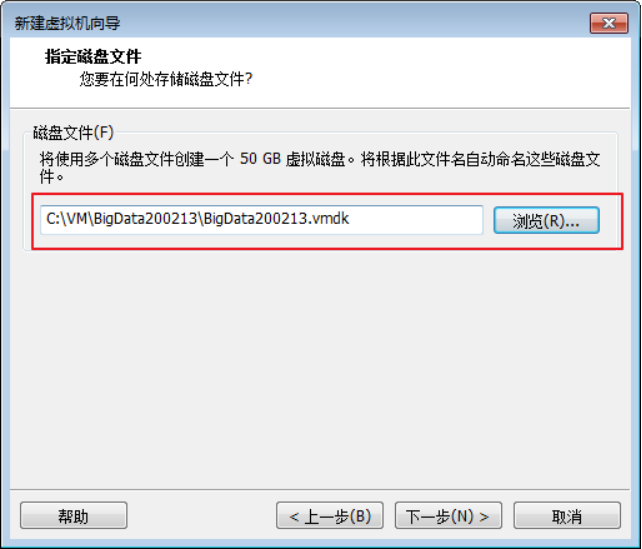 新建虚拟机向导
指定磁盘文件
您要在何处存储磁盘文件?
磁盘文件(F)
将使用多个磁盘文件创建一个 50 GB 虚拟磁盘。将根据此文件名自动命名这些磁盘文
件。
C:\VM\BigData200213\BigData200213.vmdk
浏览(R)...
帮助
< 上一步(B)
下一步(N) >
取消